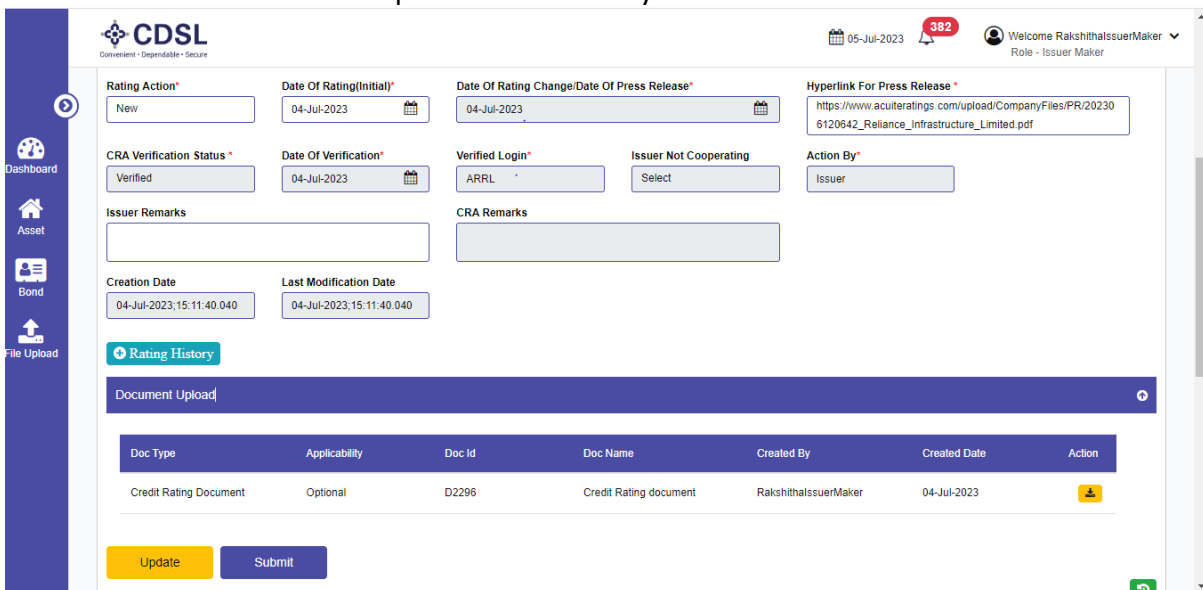 CDSL
Convenient - Dependable - Secure
05-Jul-2023
382
Welcome RakshithaIssuerMaker
Role - Issuer Maker
Dashboard
Asset
Bond
File Upload
Rating Action* Date Of Rating(Initial)* Date Of Rating Change/Date Of Press Release* Hyperlink For Press Release *
New 04-Jul-2023 04-Jul-2023 https://www.acuiteratings.com/upload/CompanyFiles/PR/20230
6120642_Reliance_Infrastructure_Limited.pdf
CRA Verification Status * Date Of Verification* Verified Login* Issuer Not Cooperating Action By*
Verified 04-Jul-2023 ARRL Select Issuer
Issuer Remarks CRA Remarks
Creation Date Last Modification Date
04-Jul-2023;15:11:40.040 04-Jul-2023;15:11:40.040
Rating History
Document Upload
Doc Type Applicability Doc Id Doc Name Created By Created Date Action
Credit Rating Document Optional D2296 Credit Rating document RakshithaIssuerMaker 04-Jul-2023
Update Submit